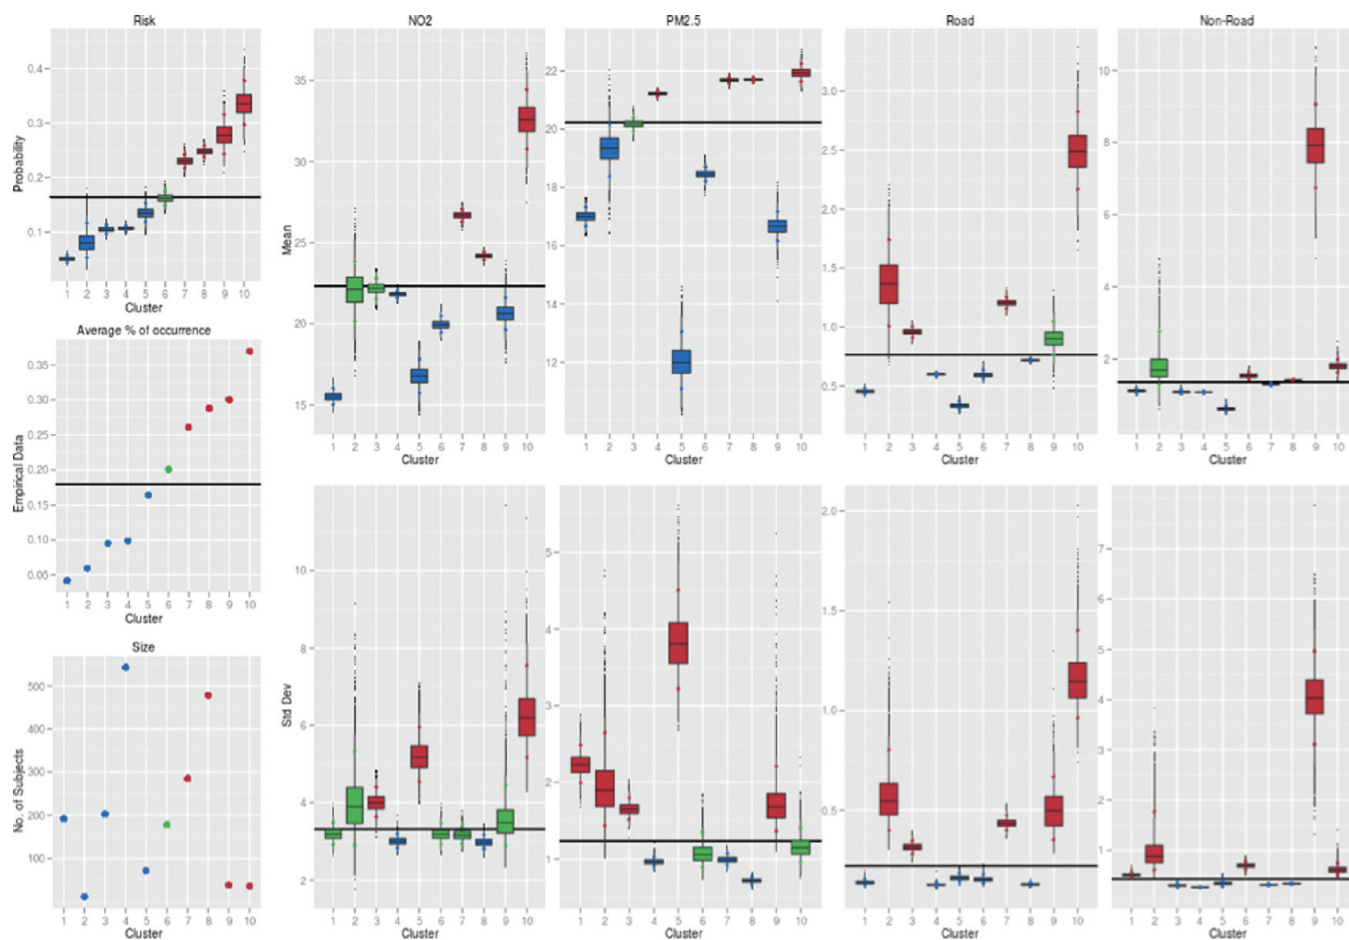 Risk
Probability
0.4
0.3
0.2
0.1
1 2 3 4 5 6 7 8 9 10
Cluster
Average % of occurrence
Empirical Data
0.35
0.30
0.25
0.20
0.15
0.10
0.05
1 2 3 4 5 6 7 8 9 10
Cluster
Size
No. of Subjects
500
400
300
200
100
1 2 3 4 5 6 7 8 9 10
Cluster
NO2
Mean
35
30
25
20
15
1 2 3 4 5 6 7 8 9 10
Cluster
PM2.5
22
20
18
16
14
12
1 2 3 4 5 6 7 8 9 10
Cluster
Road
3.0
2.5
2.0
1.5
1.0
0.5
1 2 3 4 5 6 7 8 9 10
Cluster
Non-Road
10
8
6
4
2
1 2 3 4 5 6 7 8 9 10
Cluster
Std Dev
10
8
6
4
2
1 2 3 4 5 6 7 8 9 10
Cluster
5
4
3
2
1
1 2 3 4 5 6 7 8 9 10
Cluster
2.0
1.5
1.0
0.5
1 2 3 4 5 6 7 8 9 10
Cluster
7
6
5
4
3
2
1
1 2 3 4 5 6 7 8 9 10
Cluster